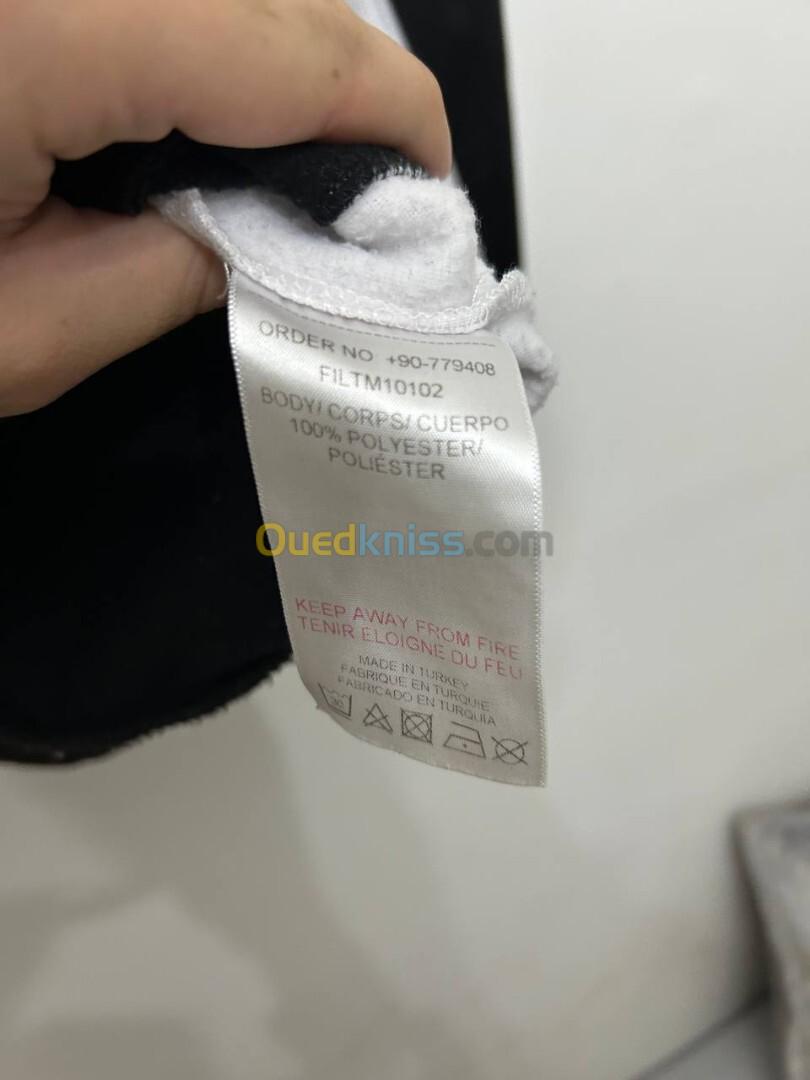 ORDER NO +90-779408
FILTM10102
BODY/ CORPS/ CUERPO
100% POLYESTER/
POLIÉSTER
Ouedkniss.com
KEEP AWAY FROM FIRE
TENIR ELOIGNE DU FEU
MADE IN TURKEY
FABRIQUE EN TURQUIE
FABRICADO EN TURQUIA
30